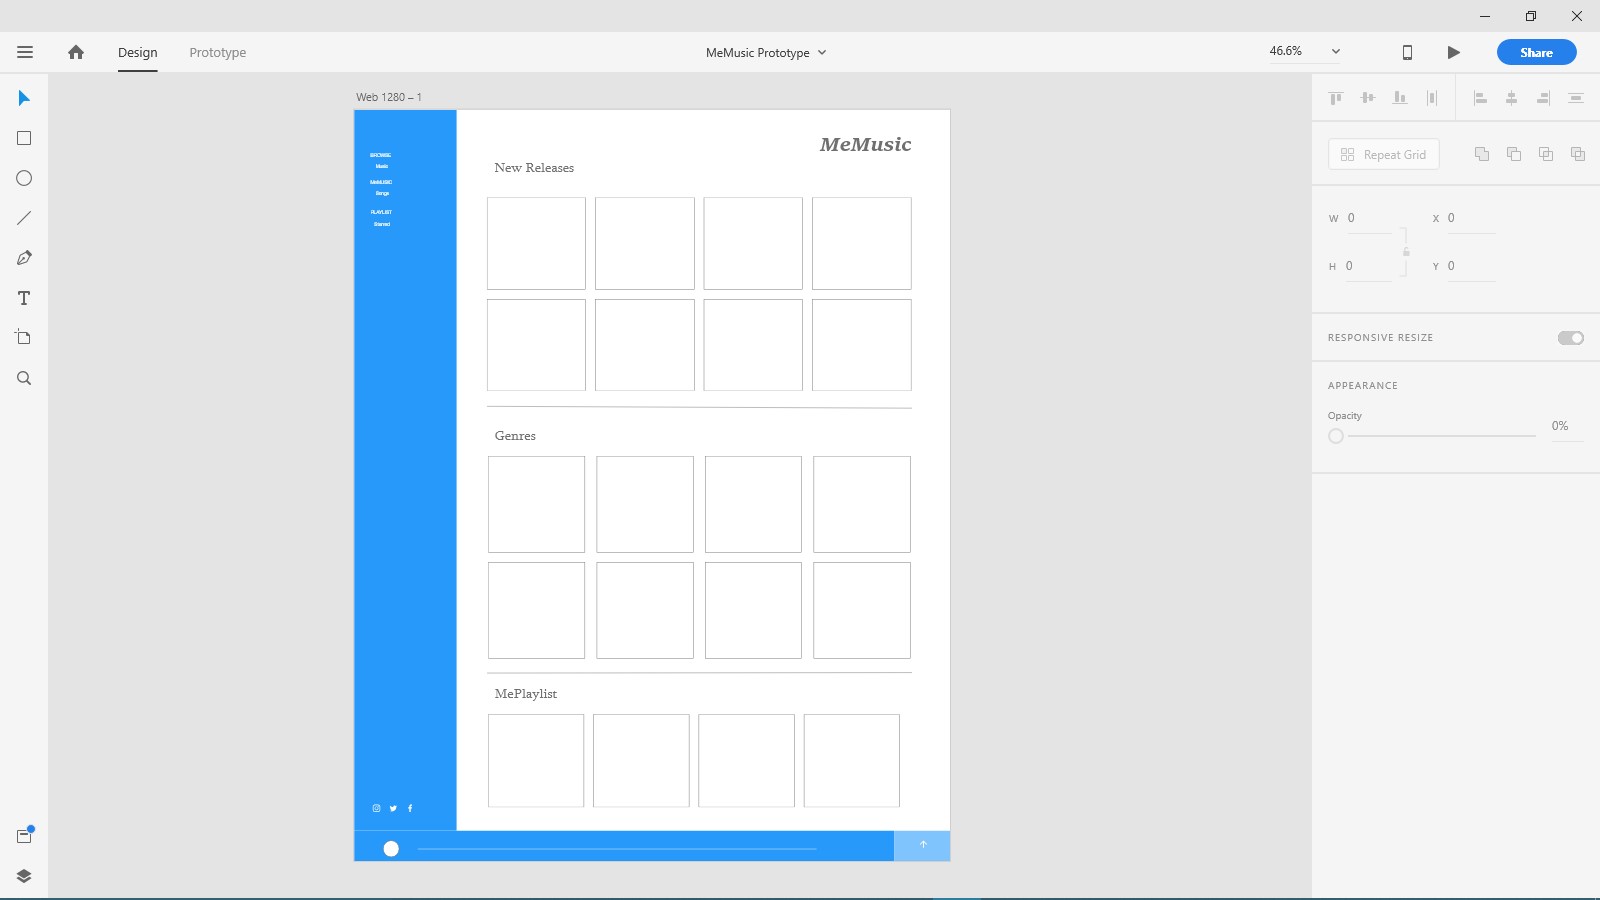 Design
Prototype
MeMusic Prototype
46.6%
Share
Web 1280 – 1
BROWSE
Music
MeMUSIC
Songs
PLAYLIST
Starred
MeMusic
New Releases
Genres
MePlaylist
Repeat Grid
W 0
X 0
H 0
Y 0
RESPONSIVE RESIZE
APPEARANCE
Opacity
0%